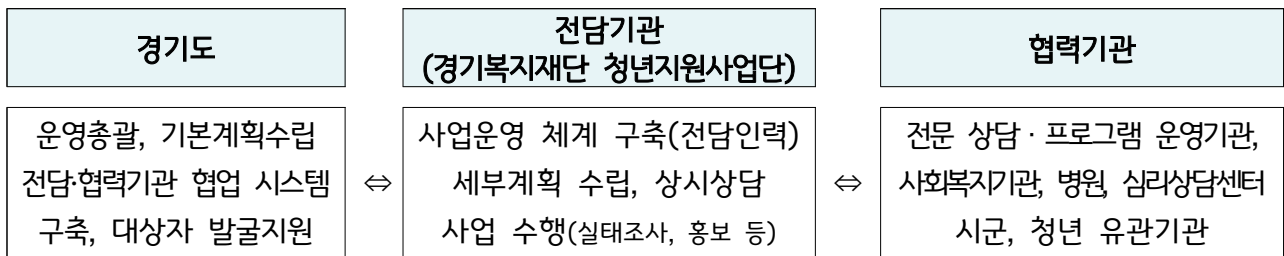 경기도
전담기관
(경기복지재단 청년지원사업단)
협력기관
운영총괄, 기본계획수립
전담·협력기관 협업 시스템
구축, 대상자 발굴지원
⇔
사업운영 체계 구축(전담인력)
세부계획 수립, 상시상담
사업 수행(실태조사, 홍보 등)
⇔
전문 상담 · 프로그램 운영기관,
사회복지기관, 병원, 심리상담센터
시군, 청년 유관기관